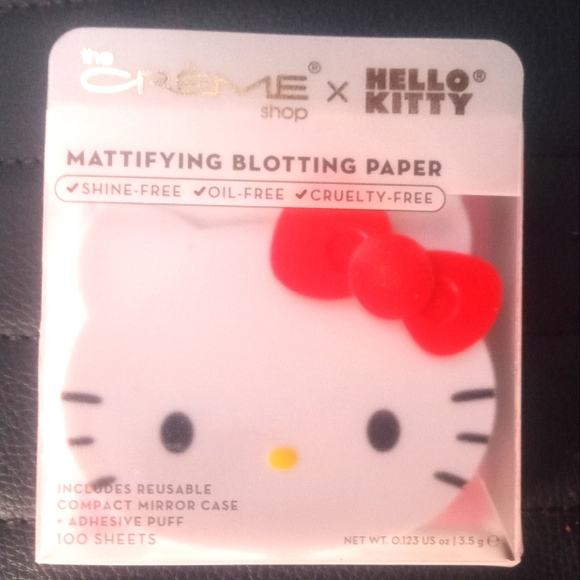 the
CRÈME® x HELLO®
shop KITTY
MATTIFYING BLOTTING PAPER
✓SHINE-FREE ✓OIL-FREE ✓CRUELTY-FREE
INCLUDES REUSABLE
COMPACT MIRROR CASE
+ ADHESIVE PUFF
100 SHEETS
NET WT. 0.123 US oz | 3.5 g ℮